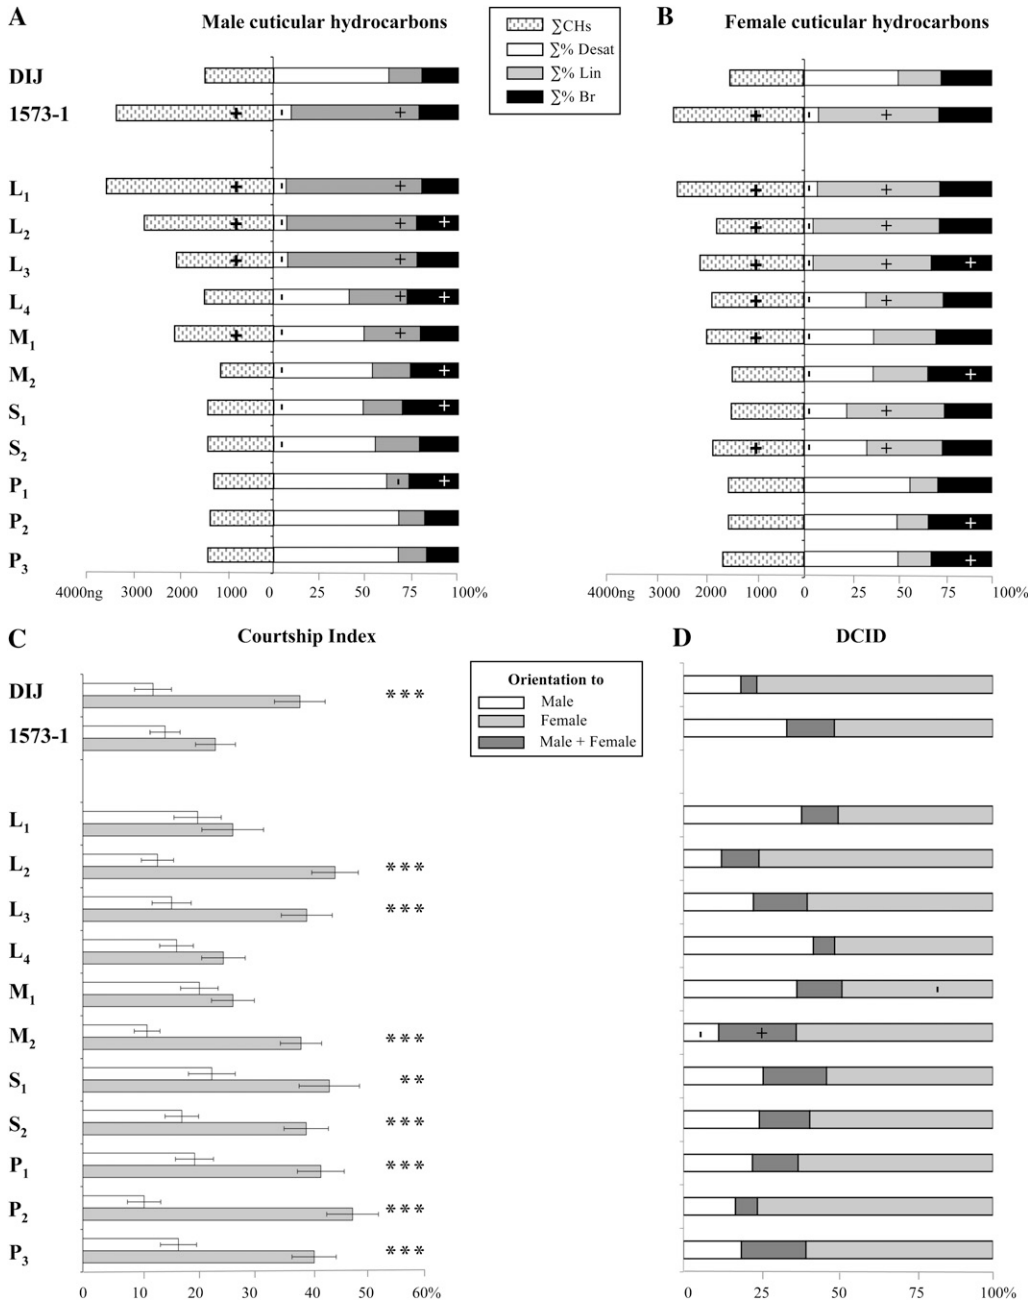 A
Male cuticular hydrocarbons
∑CHs
∑% Desat
∑% Lin
∑% Br
B
Female cuticular hydrocarbons
DIJ
1573-1
L1
L2
L3
L4
M1
M2
S1
S2
P1
P2
P3
4000ng 3000 2000 1000 0 25 50 75 100%
4000ng 3000 2000 1000 0 25 50 75 100%
C
Courtship Index
D
DCID
Orientation to
Male
Female
Male + Female
DIJ ***
1573-1
L1
L2 ***
L3 ***
L4
M1
M2 ***
S1 **
S2 ***
P1 ***
P2 ***
P3 ***
0 10 20 30 40 60%
0 25 50 75 100%